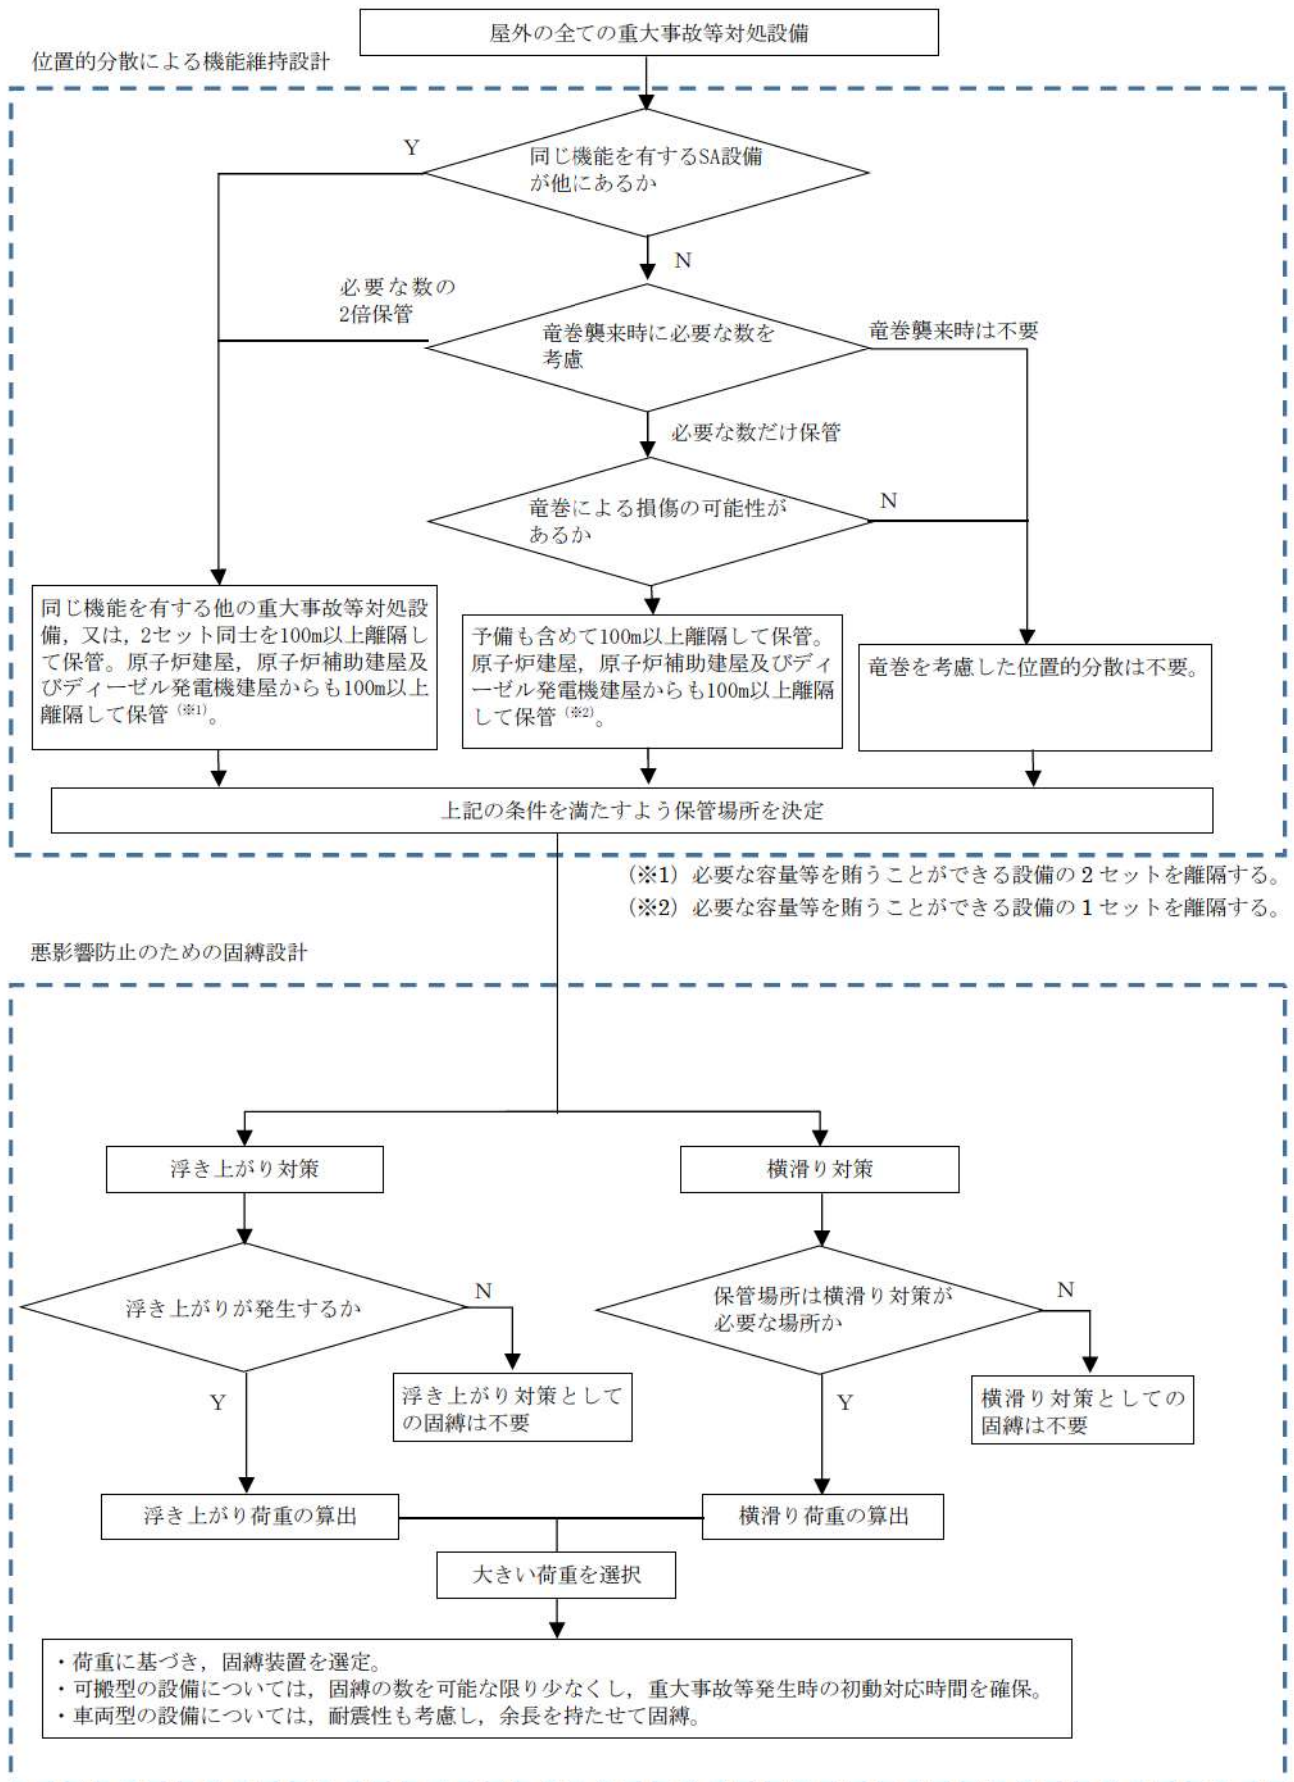 屋外の全ての重大事故等対処設備
位置的分散による機能維持設計
Y
同じ機能を有するSA設備
が他にあるか
N
必要な数の
2倍保管
竜巻襲来時に必要な数を
考慮
竜巻襲来時は不要
必要な数だけ保管
竜巻による損傷の可能性が
あるか
N
同じ機能を有する他の重大事故等対処設
備，又は，2セット同士を100m以上離隔し
て保管。原子炉建屋，原子炉補助建屋及
びディーゼル発電機建屋からも100m以上
離隔して保管（※1）。
予備も含めて100m以上離隔して保管。
原子炉建屋，原子炉補助建屋及びディ
ーゼル発電機建屋からも100m以上離隔
して保管（※2）。
竜巻を考慮した位置的分散は不要。
上記の条件を満たすよう保管場所を決定
（※1）必要な容量等を賄うことができる設備の２セットを離隔する。
（※2）必要な容量等を賄うことができる設備の１セットを離隔する。
悪影響防止のための固縛設計
浮き上がり対策
横滑り対策
浮き上がりが発生するか
N
保管場所は横滑り対策が
必要な場所か
N
Y
浮き上がり対策として
の固縛は不要
Y
横滑り対策としての
固縛は不要
浮き上がり荷重の算出
横滑り荷重の算出
大きい荷重を選択
・荷重に基づき，固縛装置を選定。
・可搬型の設備については，固縛の数を可能な限り少なくし，重大事故等発生時の初動対応時間を確保。
・車両型の設備については，耐震性も考慮し，余長を持たせて固縛。